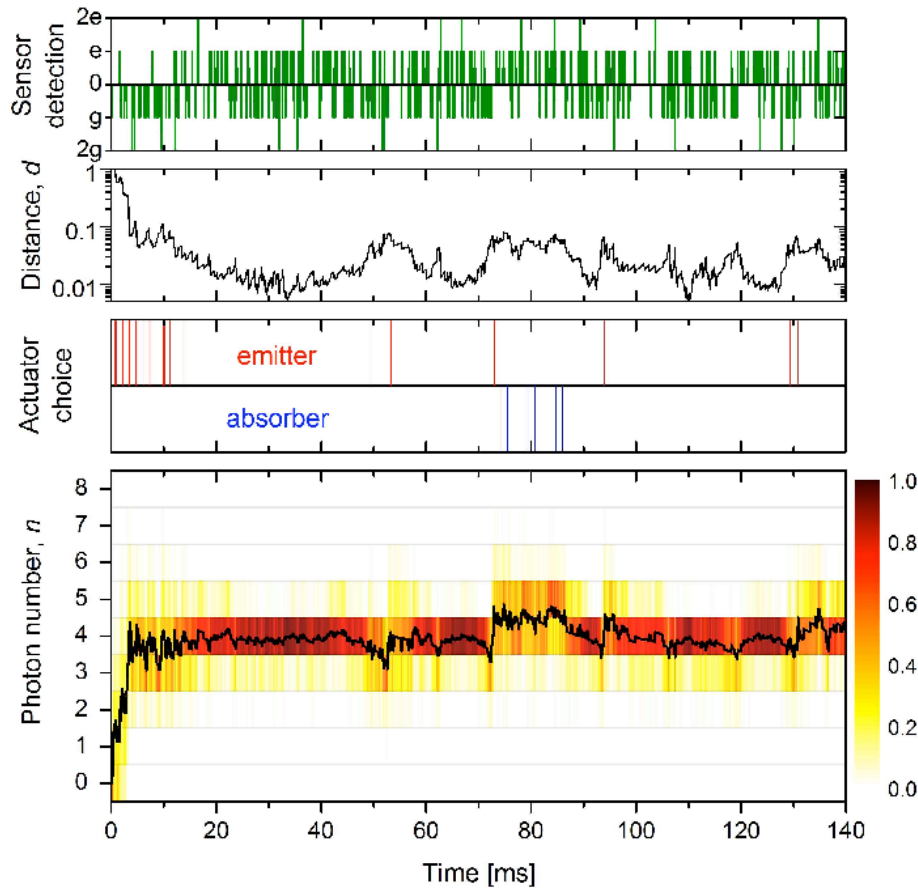 2e
e
0
g
2g
Sensor
detection
1
0.1
0.01
Distance, d
emitter
absorber
Actuator
choice
8
7
6
5
4
3
2
1
0
Photon number, n
1.0
0.8
0.6
0.4
0.2
0.0
0 20 40 60 80 100 120 140
Time [ms]